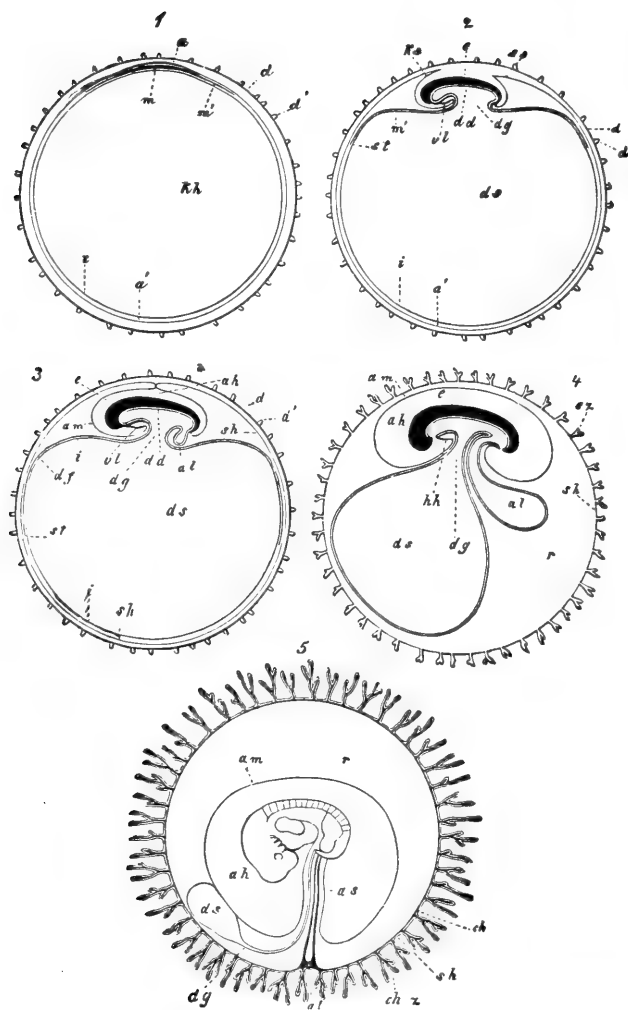 1
a
d
d'
m
m'
kh
i
a'
2
ks
e
sp
d
d
m'
st
vl
dd
dg
ds
i
a'
3
e
a
ah
d
d'
am
sh
i
vl
dd
al
dg
df
ds
st
i
sh
4
am
e
ah
sz
sh
al
hh
ds
dg
r
5
am
r
ah
as
ds
ch
sh
dg
al
ch z